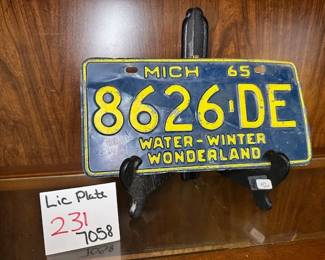 MICH 65
8626-DE
WATER-WINTER
WONDERLAND
Lic Plate
231
7058